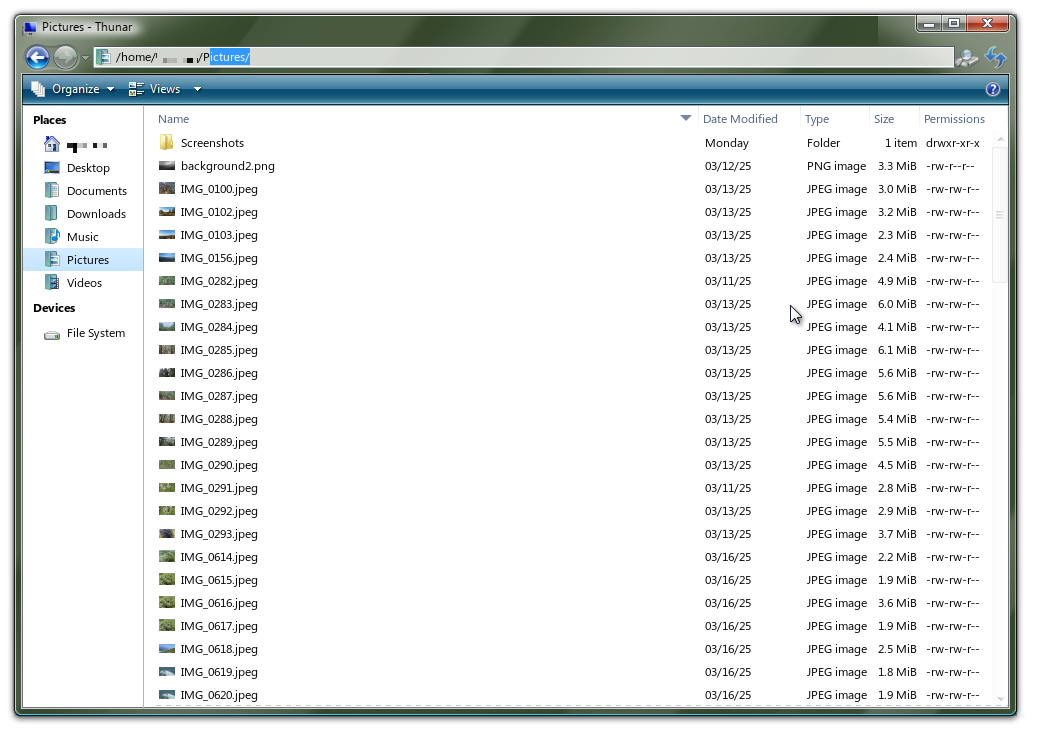 Pictures - Thunar
/home/ /Pictures/
Organize Views
Places Name Date Modified Type Size Permissions
Screenshots Monday Folder 1 item drwxr-xr-x
Desktop background2.png 03/12/25 PNG image 3.3 MiB -rw-r--r--
Documents IMG_0100.jpeg 03/13/25 JPEG image 3.0 MiB -rw-rw-r--
Downloads IMG_0102.jpeg 03/13/25 JPEG image 3.2 MiB -rw-rw-r--
Music IMG_0103.jpeg 03/13/25 JPEG image 2.3 MiB -rw-rw-r--
Pictures IMG_0156.jpeg 03/13/25 JPEG image 2.4 MiB -rw-rw-r--
Videos IMG_0282.jpeg 03/11/25 JPEG image 4.9 MiB -rw-rw-r--
Devices IMG_0283.jpeg 03/13/25 JPEG image 6.0 MiB -rw-rw-r--
File System IMG_0284.jpeg 03/13/25 JPEG image 4.1 MiB -rw-rw-r--
IMG_0285.jpeg 03/13/25 JPEG image 6.1 MiB -rw-rw-r--
IMG_0286.jpeg 03/13/25 JPEG image 5.6 MiB -rw-rw-r--
IMG_0287.jpeg 03/13/25 JPEG image 5.6 MiB -rw-rw-r--
IMG_0288.jpeg 03/13/25 JPEG image 5.4 MiB -rw-rw-r--
IMG_0289.jpeg 03/13/25 JPEG image 5.5 MiB -rw-rw-r--
IMG_0290.jpeg 03/13/25 JPEG image 4.5 MiB -rw-rw-r--
IMG_0291.jpeg 03/11/25 JPEG image 2.8 MiB -rw-rw-r--
IMG_0292.jpeg 03/13/25 JPEG image 2.9 MiB -rw-rw-r--
IMG_0293.jpeg 03/13/25 JPEG image 3.7 MiB -rw-rw-r--
IMG_0614.jpeg 03/16/25 JPEG image 2.2 MiB -rw-rw-r--
IMG_0615.jpeg 03/16/25 JPEG image 1.9 MiB -rw-rw-r--
IMG_0616.jpeg 03/16/25 JPEG image 3.6 MiB -rw-rw-r--
IMG_0617.jpeg 03/16/25 JPEG image 1.9 MiB -rw-rw-r--
IMG_0618.jpeg 03/16/25 JPEG image 2.5 MiB -rw-rw-r--
IMG_0619.jpeg 03/16/25 JPEG image 1.8 MiB -rw-rw-r--
IMG_0620.jpeg 03/16/25 JPEG image 1.9 MiB -rw-rw-r--